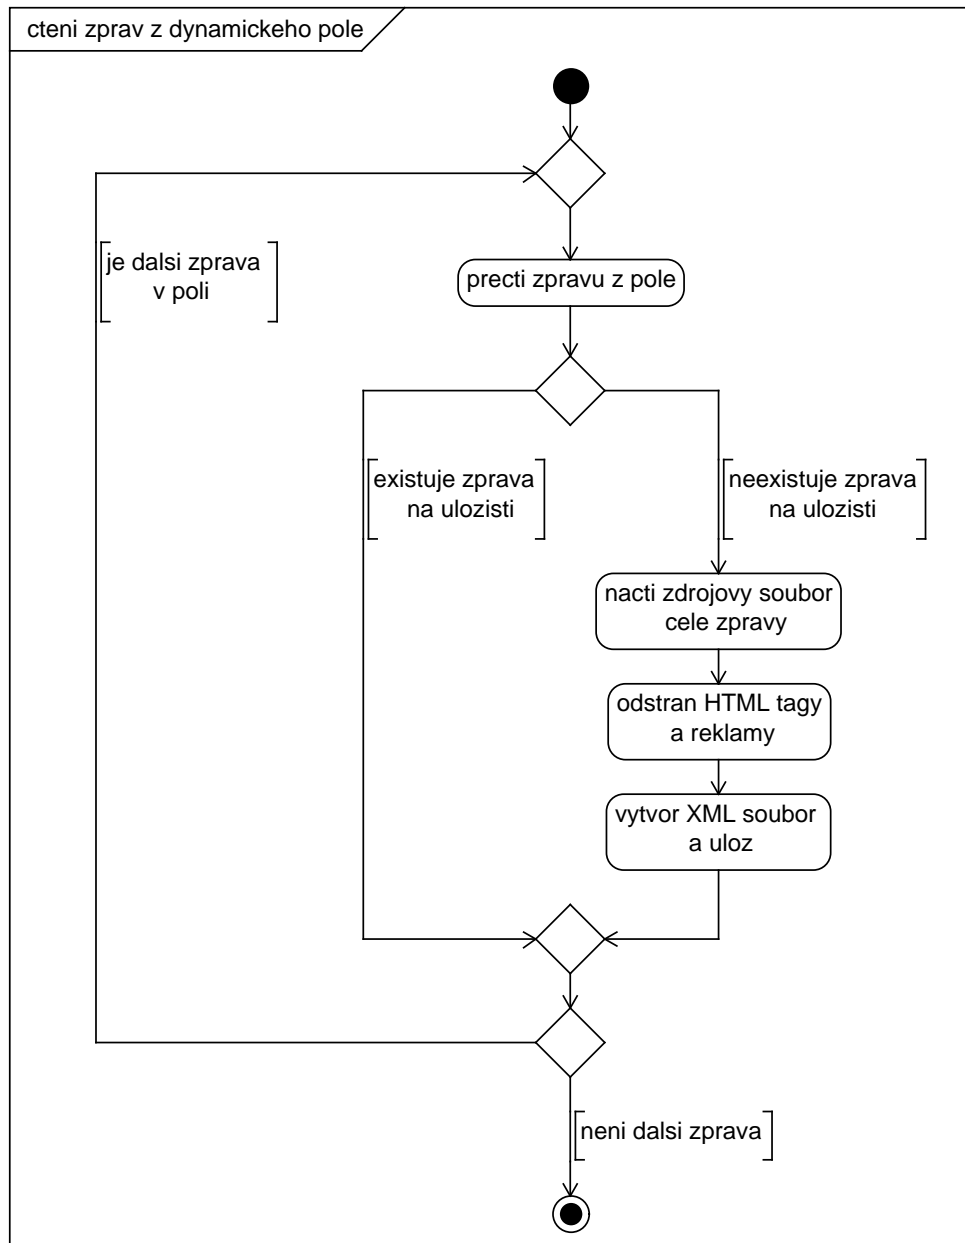 cteni zprav z dynamickeho pole
je dalsi zprava
v poli
precti zpravu z pole
existuje zprava
na ulozisti
neexistuje zprava
na ulozisti
nacti zdrojovy soubor
cele zpravy
odstran HTML tagy
a reklamy
vytvor XML soubor
a uloz
neni dalsi zprava